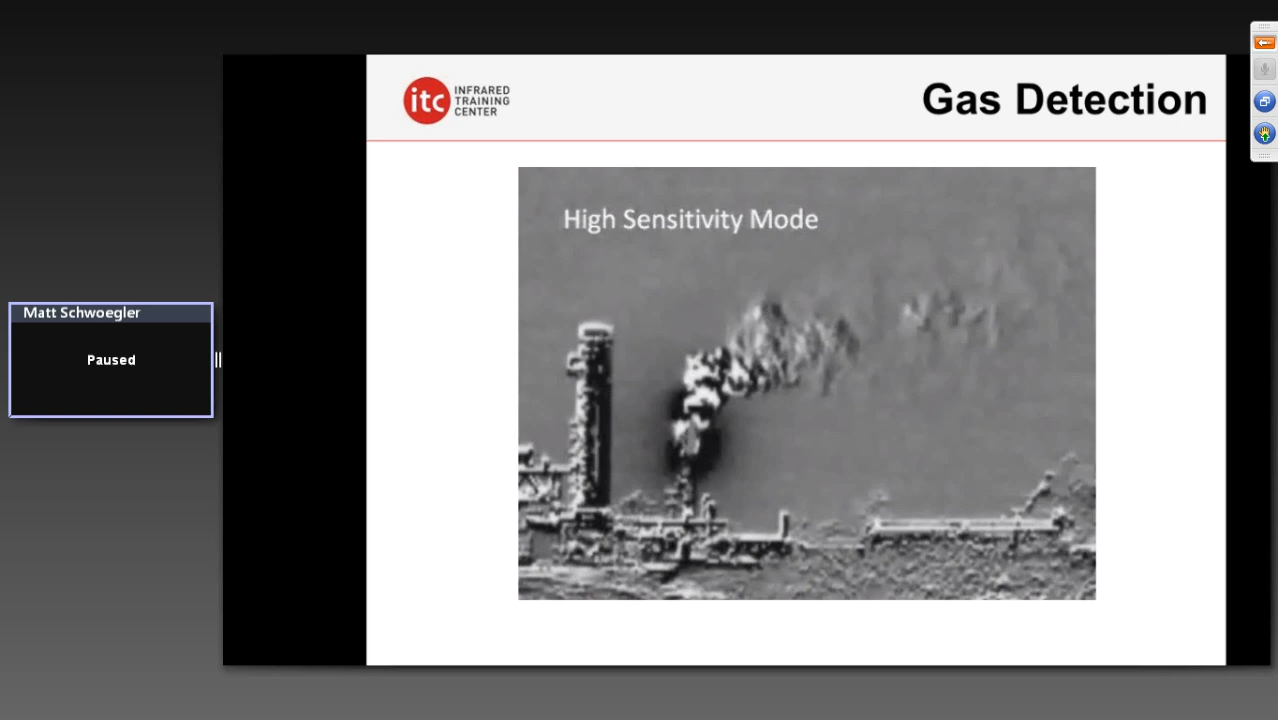 itc
INFRARED
TRAINING
CENTER
Gas Detection
High Sensitivity Mode
Matt Schwoegler
Paused